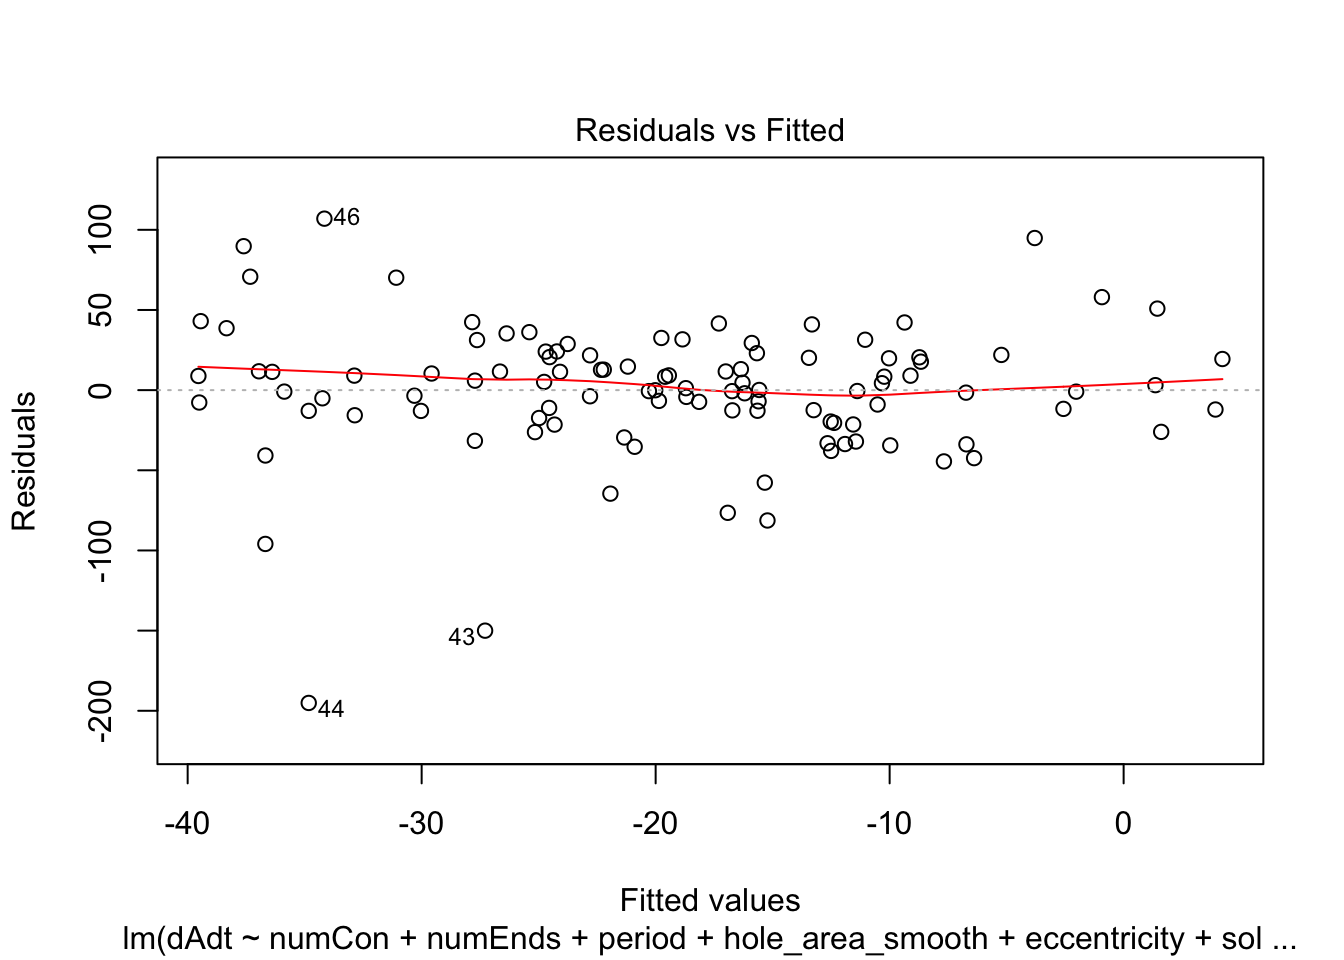 Residuals vs Fitted
Residuals
100
50
0
-100
-200
46
43
44
-40 -30 -20 -10 0
Fitted values
lm(dAdt ~ numCon + numEnds + period + hole_area_smooth + eccentricity + sol ...